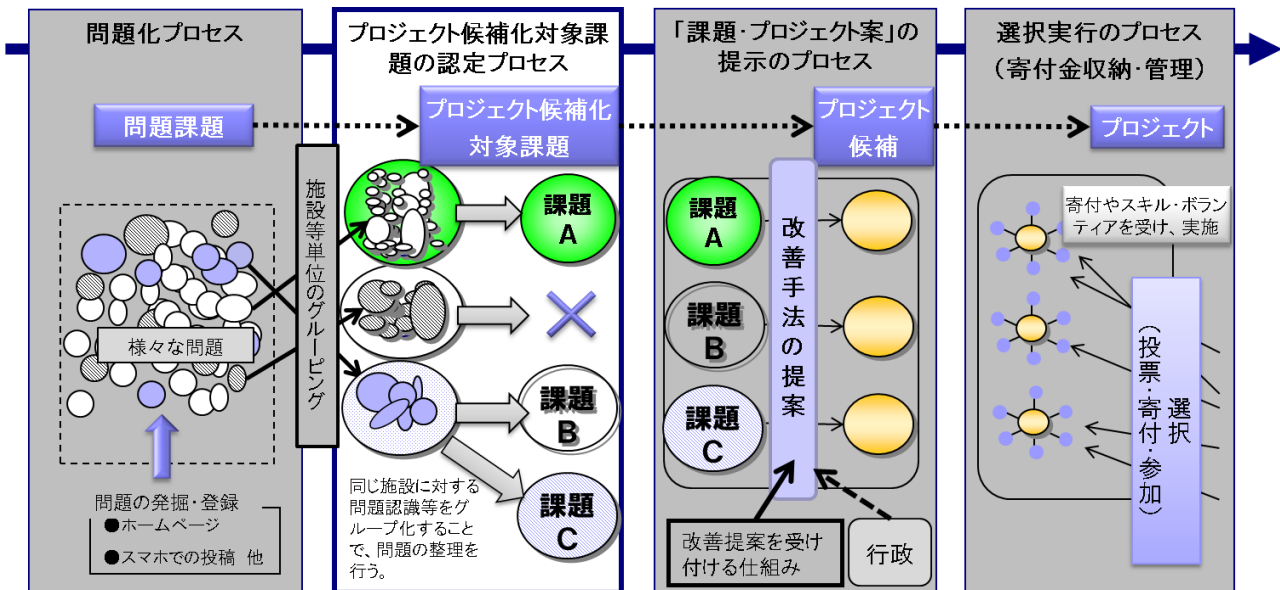 問題化プロセス
問題課題
様々な問題
問題の発掘・登録
●ホームページ
●スマホでの投稿 他
施設等単位のグルーピング
プロジェクト候補化対象課
題の認定プロセス
プロジェクト候補化
対象課題
課題
A
課題
B
課題
C
同じ施設に対する
問題認識等をグ
ループ化すること
で、問題の整理を
行う。
「課題・プロジェクト案」の
提示のプロセス
プロジェクト
候補
課題
A
課題
B
課題
C
改善手法の提案
改善提案を受け
付ける仕組み
行政
選択実行のプロセス
（寄付金収納・管理）
プロジェクト
寄付やスキル・ボラン
ティアを受け、実施
選択
（投票・寄付・参加）